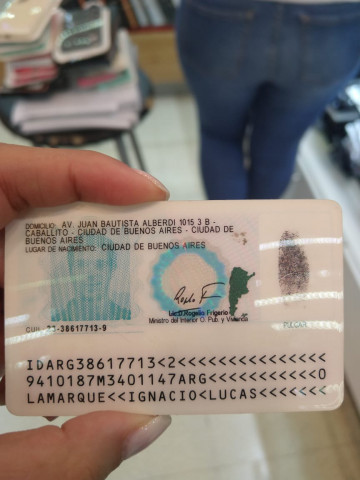 DOMICILIO: AV. JUAN BAUTISTA ALBERDI 1015 3 B -
CABALLITO - CIUDAD DE BUENOS AIRES - CIUDAD DE
BUENOS AIRES
LUGAR DE NACIMIENTO: CIUDAD DE BUENOS AIRES
Lic.D.Rogelio Frigerio
Ministro del Interior O. Pub. y Vivienda
CUIL: 23-38617713-9
PULGAR
IDARG38617713<2<<<<<<<<<<<<<<<
9410187M3401147ARG<<<<<<<<<<<0
LAMARQUE<<IGNACIO<LUCAS<<<<<<<